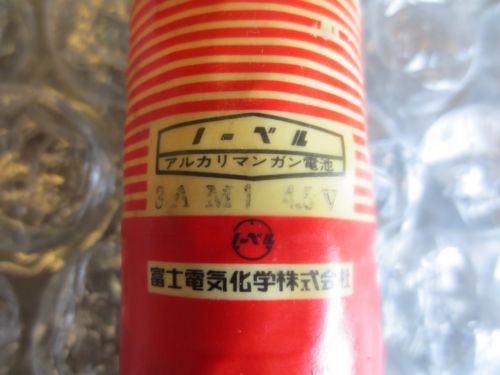 ノーベル
アルカリマンガン電池
3AM1 4.5V
ノーベル
富士電気化学株式会社